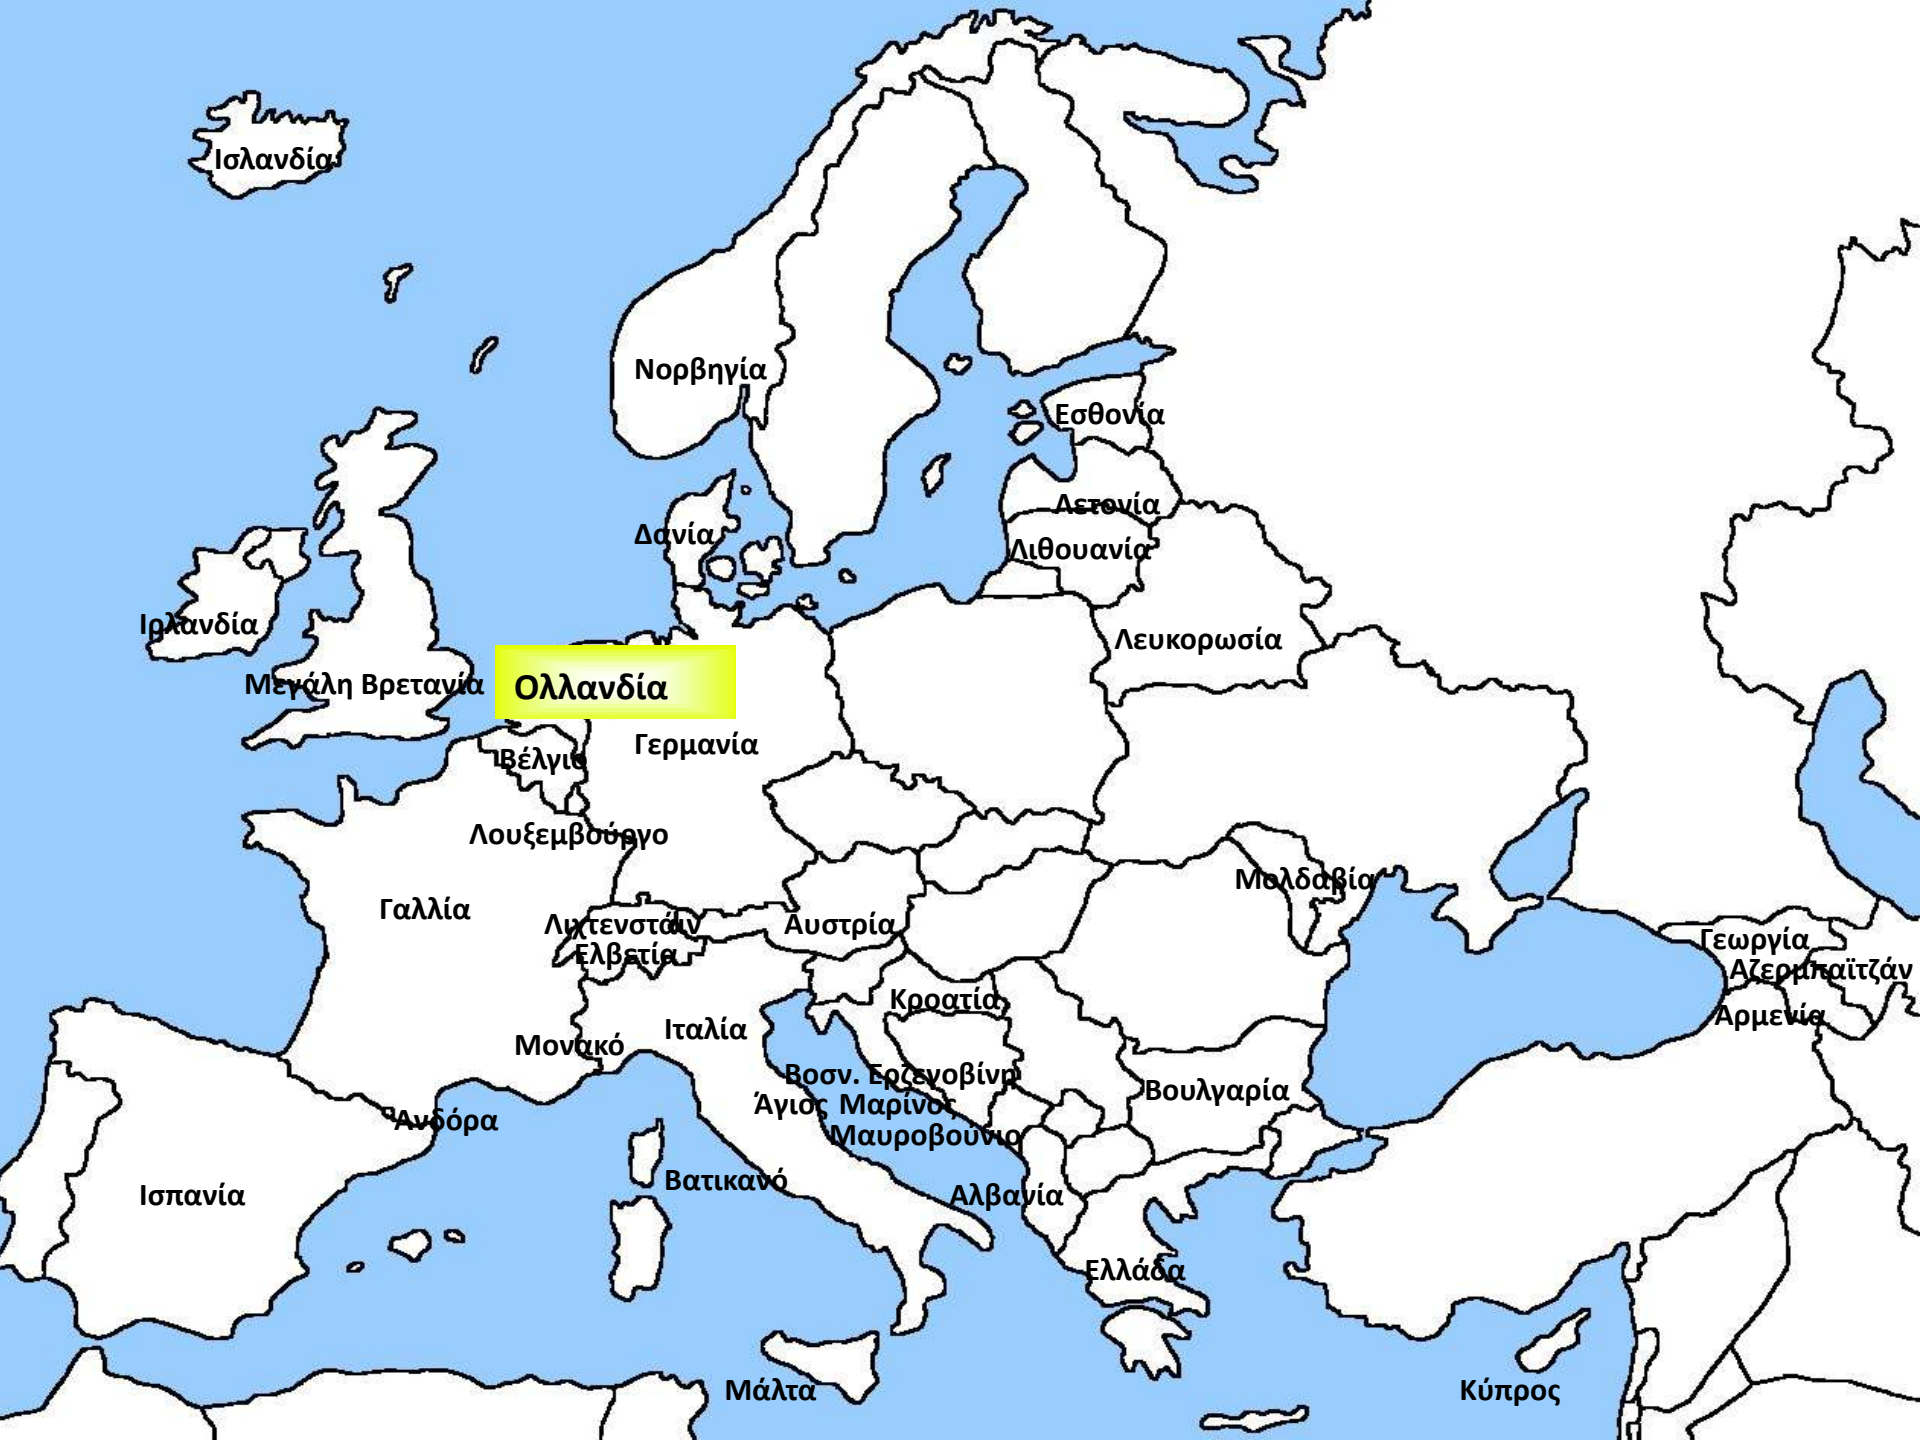 Ισλανδία
Νορβηγία
Εσθονία
Λετονία
Δανία
Λιθουανία
Ιρλανδία
Λευκορωσία
Μεγάλη Βρετανία
Ολλανδία
Γερμανία
Βέλγιο
Λουξεμβούργο
Μολδαβία
Γαλλία
Λιχτενστάιν
Αυστρία
Ελβετία
Γεωργία
Αζερμπαϊτζάν
Κροατία
Αρμενία
Ιταλία
Μονακό
Βοσν. Ερζεγοβίνη
Βουλγαρία
Άγιος Μαρίνος
Ανδόρα
Μαυροβούνιο
Βατικανό
Ισπανία
Αλβανία
Ελλάδα
Μάλτα
Κύπρος